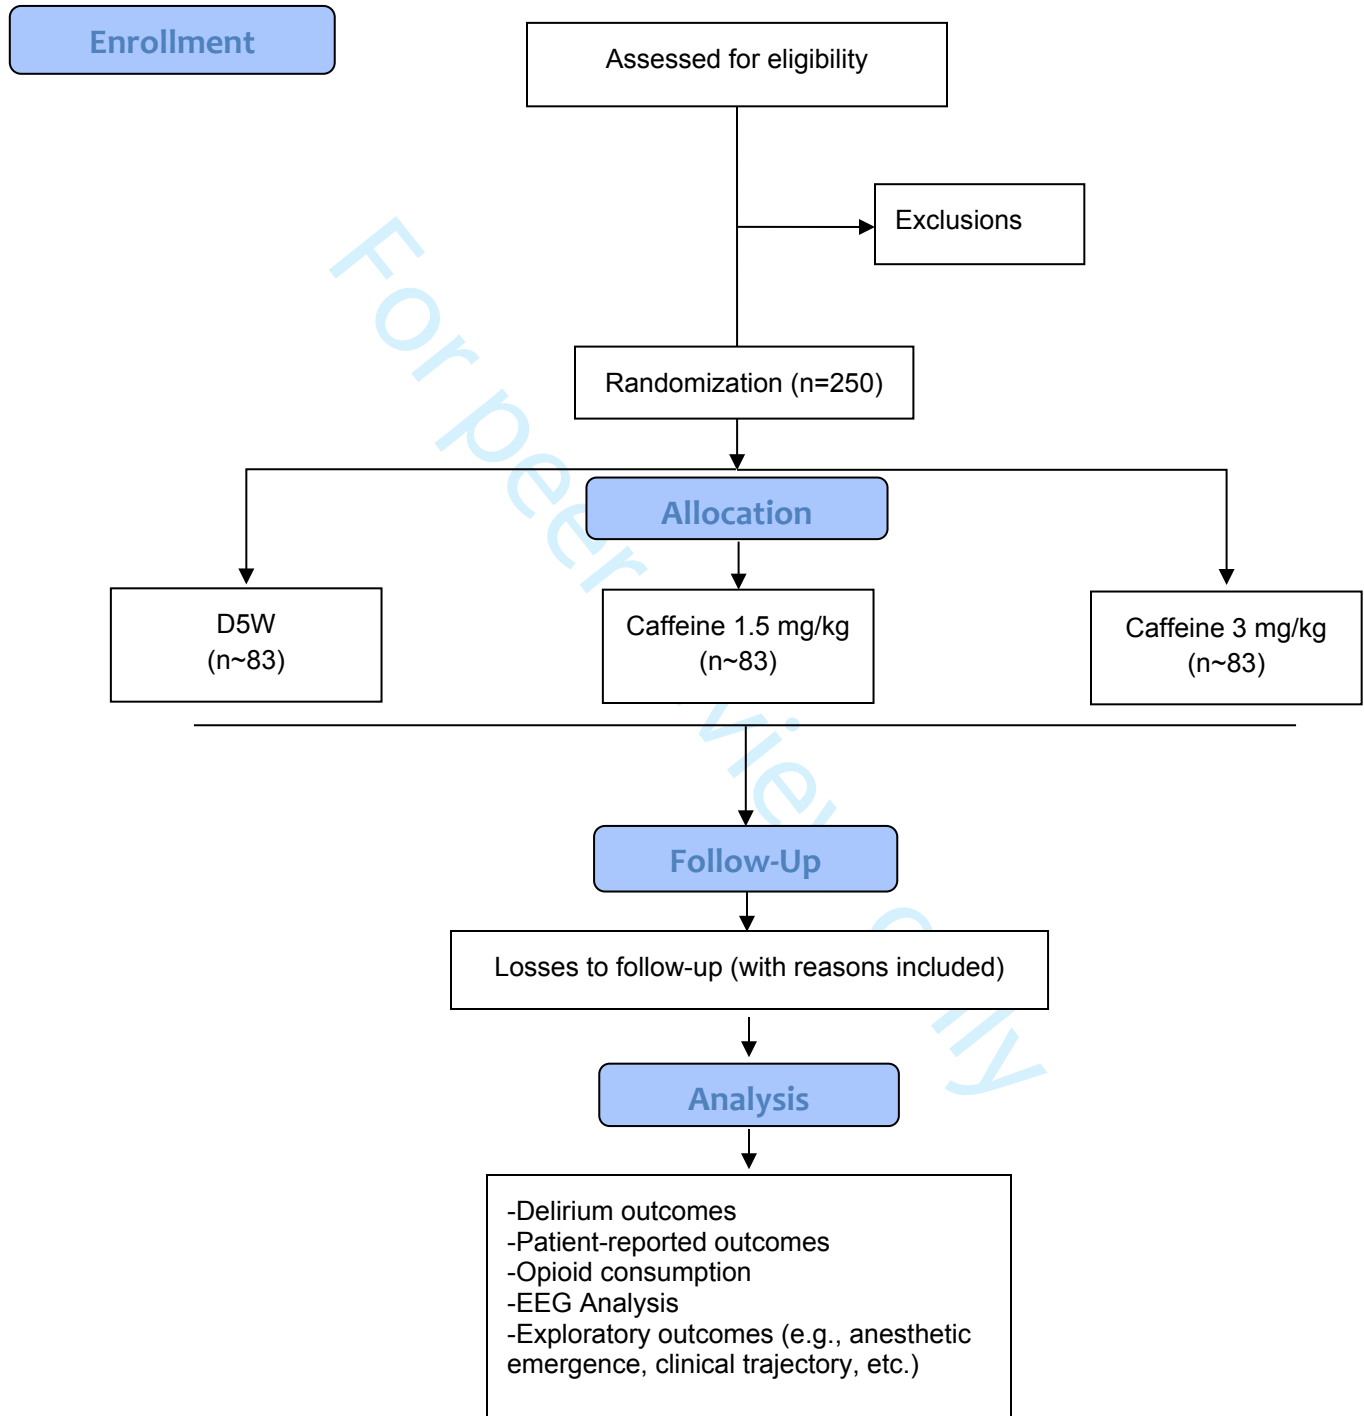 Enrollment
Assessed for eligibility
Exclusions
Randomization (n=250)
Allocation
D5W
(n~83)
Caffeine 1.5 mg/kg
(n~83)
Caffeine 3 mg/kg
(n~83)
Follow-Up
Losses to follow-up (with reasons included)
Analysis
-Delirium outcomes
-Patient-reported outcomes
-Opioid consumption
-EEG Analysis
-Exploratory outcomes (e.g., anesthetic
emergence, clinical trajectory, etc.)
For peer review only